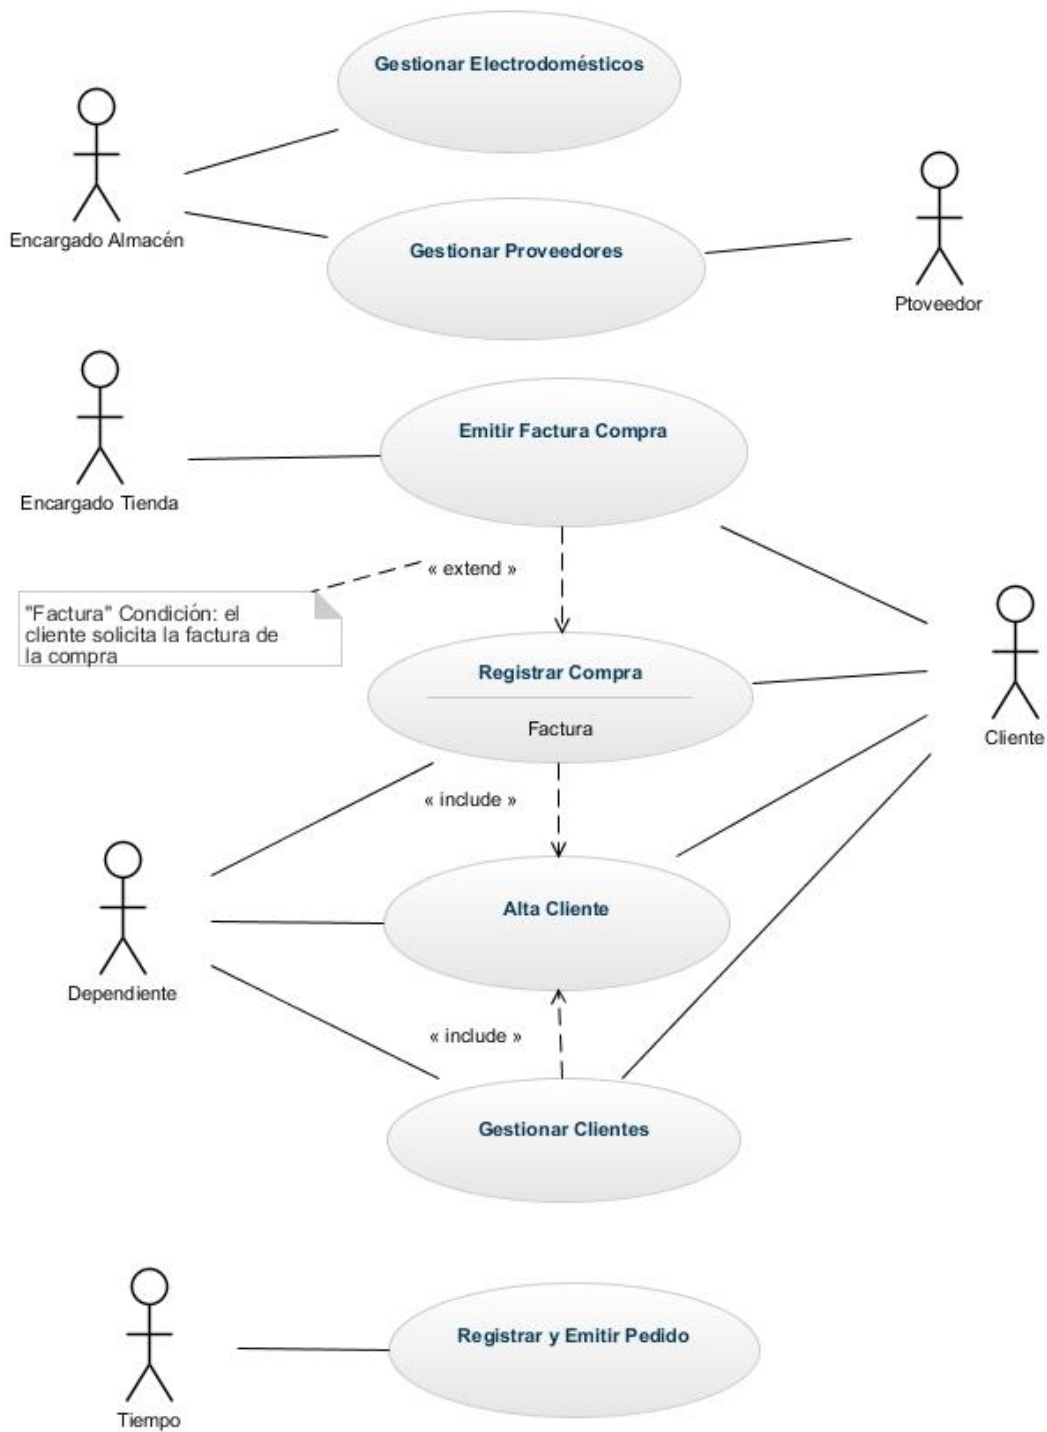 Gestionar Electrodomésticos
Encargado Almacén
Gestionar Proveedores
Ptoveedor
Emitir Factura Compra
Encargado Tienda
« extend »
"Factura" Condición: el
cliente solicita la factura de
la compra
Registrar Compra
Factura
Cliente
« include »
Alta Cliente
Dependiente
« include »
Gestionar Clientes
Registrar y Emitir Pedido
Tiempo